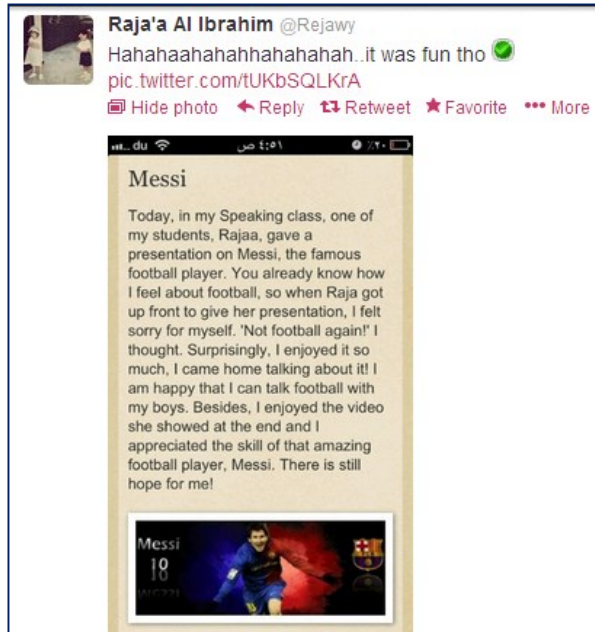 Raja'a Al Ibrahim @Rejawy
Hahahaahahahhahahahah..it was fun tho
pic.twitter.com/tUKbSQLKrA
Hide photo Reply Retweet Favorite More
du ٤:٥١ ص ٪٢٠
Messi
Today, in my Speaking class, one of
my students, Rajaa, gave a
presentation on Messi, the famous
football player. You already know how
I feel about football, so when Raja got
up front to give her presentation, I felt
sorry for myself. 'Not football again!' I
thought. Surprisingly, I enjoyed it so
much, I came home talking about it! I
am happy that I can talk football with
my boys. Besides, I enjoyed the video
she showed at the end and I
appreciated the skill of that amazing
football player, Messi. There is still
hope for me!
Messi
10